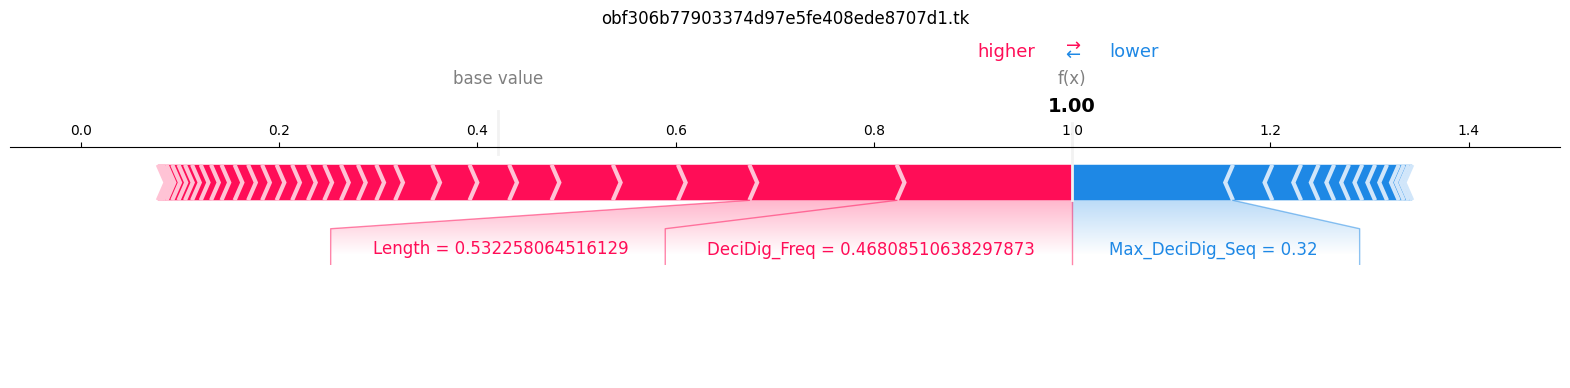 obf306b77903374d97e5fe408ede8707d1.tk
higher ⇄ lower
base value f(x)
1.00
0.0 0.2 0.4 0.6 0.8 1.0 1.2 1.4
Length = 0.532258064516129 DeciDig_Freq = 0.46808510638297873 Max_DeciDig_Seq = 0.32